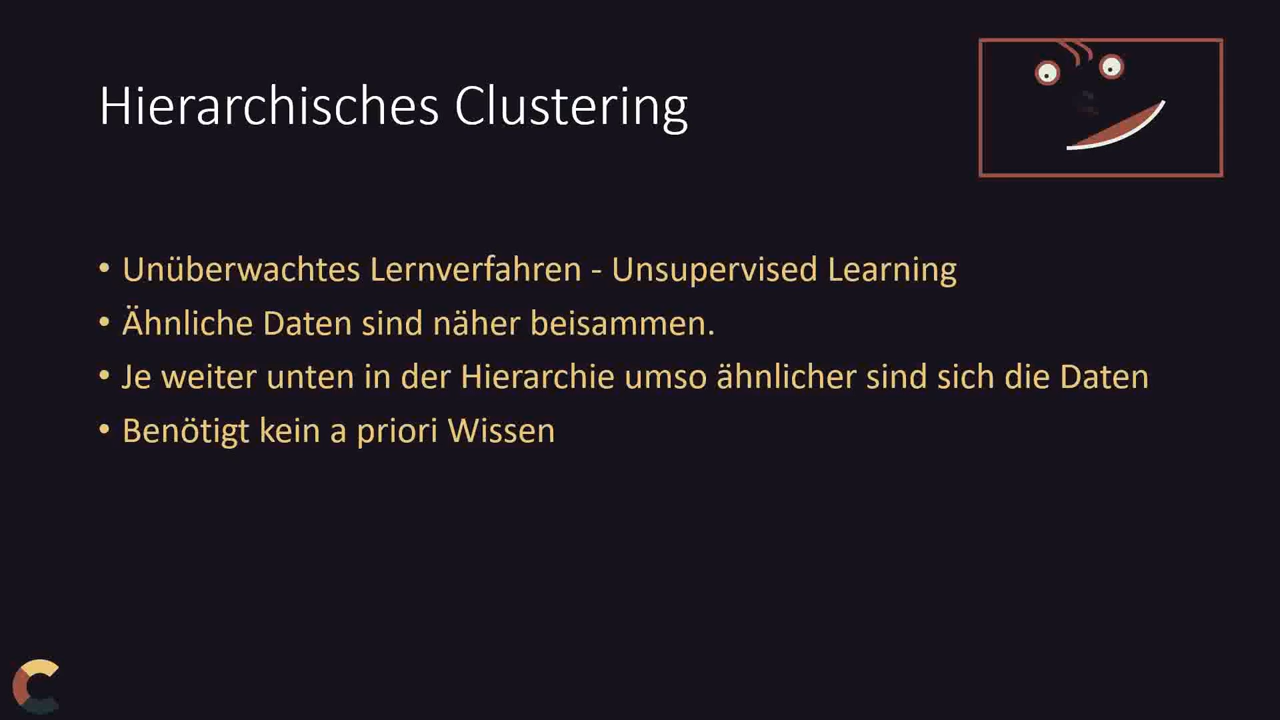 Hierarchisches Clustering
• Unüberwachtes Lernverfahren - Unsupervised Learning
• Ähnliche Daten sind näher beisammen.
• Je weiter unten in der Hierarchie umso ähnlicher sind sich die Daten
• Benötigt kein a priori Wissen